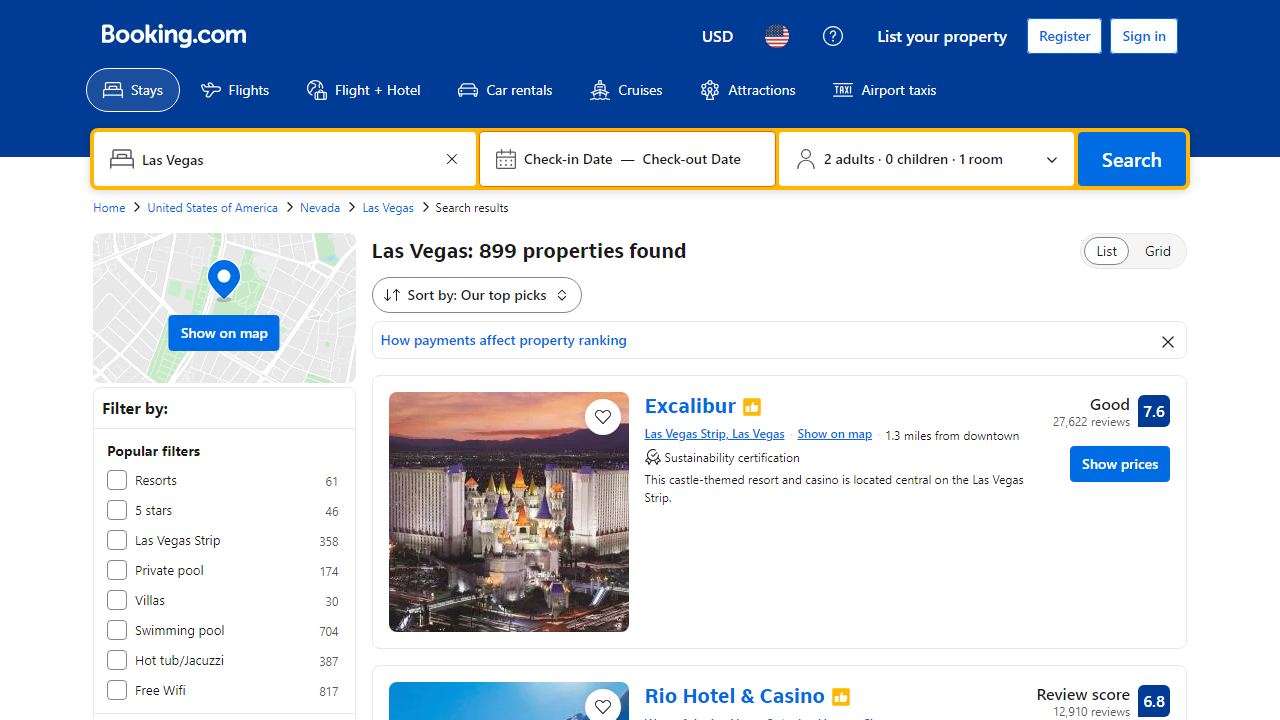 Booking.com
USD
List your property
Register
Sign in
Stays
Flights
Flight + Hotel
Car rentals
Cruises
Attractions
TAXI
Airport taxis
Las Vegas
Check-in Date — Check-out Date
2 adults · 0 children · 1 room
Search
Home > United States of America > Nevada > Las Vegas > Search results
Show on map
Filter by:
Popular filters
Resorts 61
5 stars 46
Las Vegas Strip 358
Private pool 174
Villas 30
Swimming pool 704
Hot tub/Jacuzzi 387
Free Wifi 817
Las Vegas: 899 properties found
List
Grid
Sort by: Our top picks
How payments affect property ranking
Excalibur
Las Vegas Strip, Las Vegas · Show on map · 1.3 miles from downtown
Sustainability certification
This castle-themed resort and casino is located central on the Las Vegas
Strip.
Good
27,622 reviews
7.6
Show prices
Rio Hotel & Casino
Review score
12,910 reviews
6.8